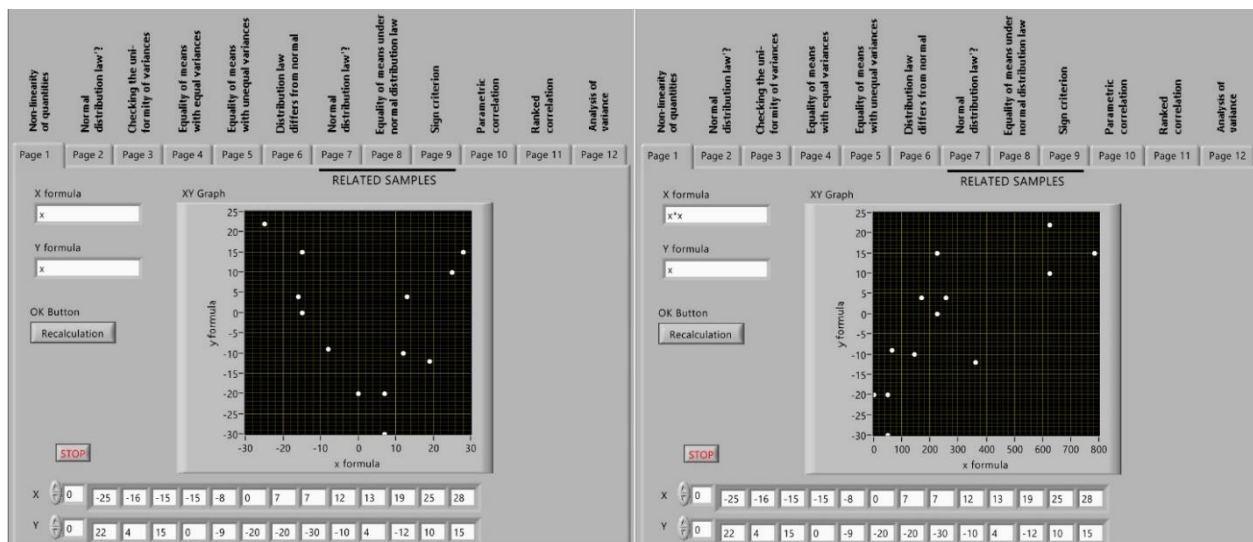 Non-linearity
of quantities
Normal
distribution law'?
Checking the uni-
formity of variances
Equality of means
with equal variances
Equality of means
with unequal variances
Distribution law
differs from normal
Normal
distribution law'?
Equality of means under
normal distribution law
Sign criterion
Parametric
correlation
Ranked
correlation
Analysis of
variance
Page 1 Page 2 Page 3 Page 4 Page 5 Page 6 Page 7 Page 8 Page 9 Page 10 Page 11 Page 12
RELATED SAMPLES
X formula
x
Y formula
x
OK Button
Recalculation
STOP
XY Graph
y formula
25
20
15
10
5
0
-5
-10
-15
-20
-25
-30
-30 -20 -10 0 10 20 30
x formula
X 0 -25 -16 -15 -15 -8 0 7 7 12 13 19 25 28
Y 0 22 4 15 0 -9 -20 -20 -30 -10 4 -12 10 15
Non-linearity
of quantities
Normal
distribution law'?
Checking the uni-
formity of variances
Equality of means
with equal variances
Equality of means
with unequal variances
Distribution law
differs from normal
Normal
distribution law'?
Equality of means under
normal distribution law
Sign criterion
Parametric
correlation
Ranked
correlation
Analysis of
variance
Page 1 Page 2 Page 3 Page 4 Page 5 Page 6 Page 7 Page 8 Page 9 Page 10 Page 11 Page 12
RELATED SAMPLES
X formula
x*x
Y formula
x
OK Button
Recalculation
STOP
XY Graph
y formula
25
20
15
10
5
0
-5
-10
-15
-20
-25
-30
0 100 200 300 400 500 600 700 800
x formula
X 0 -25 -16 -15 -15 -8 0 7 7 12 13 19 25 28
Y 0 22 4 15 0 -9 -20 -20 -30 -10 4 -12 10 15